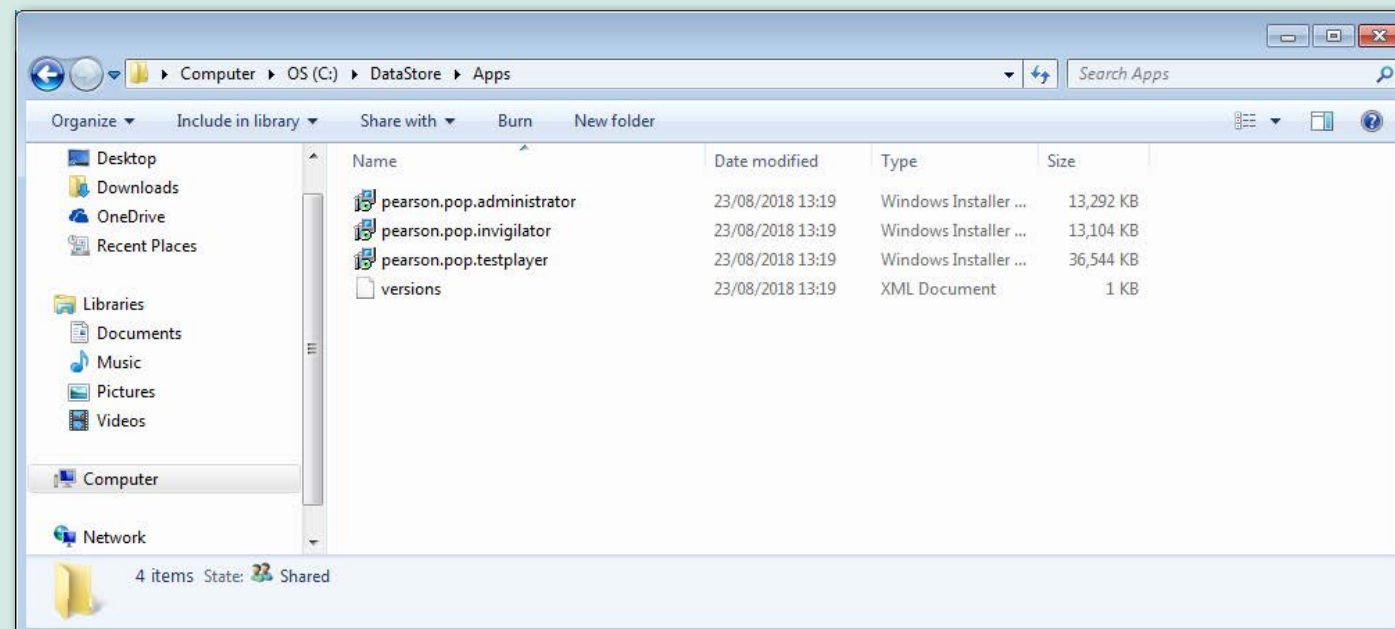 Computer OS (C:) DataStore Apps Search Apps
Organize Include in library Share with Burn New folder
Desktop
Downloads
OneDrive
Recent Places
Libraries
Documents
Music
Pictures
Videos
Computer
Network
Name Date modified Type Size
pearson.pop.administrator 23/08/2018 13:19 Windows Installer ... 13,292 KB
pearson.pop.invigilator 23/08/2018 13:19 Windows Installer ... 13,104 KB
pearson.pop.testplayer 23/08/2018 13:19 Windows Installer ... 36,544 KB
versions 23/08/2018 13:19 XML Document 1 KB
4 items State: Shared